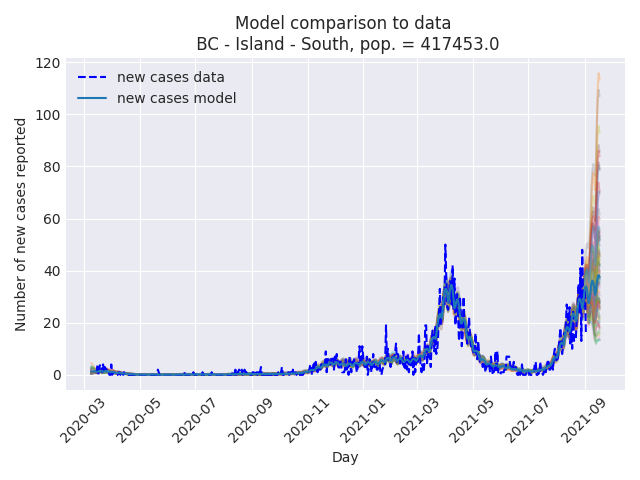 Model comparison to data
BC - Island - South, pop. = 417453.0
new cases data
new cases model
Number of new cases reported
120
100
80
60
40
20
0
2020-03
2020-05
2020-07
2020-09
2020-11
2021-01
2021-03
2021-05
2021-07
2021-09
Day